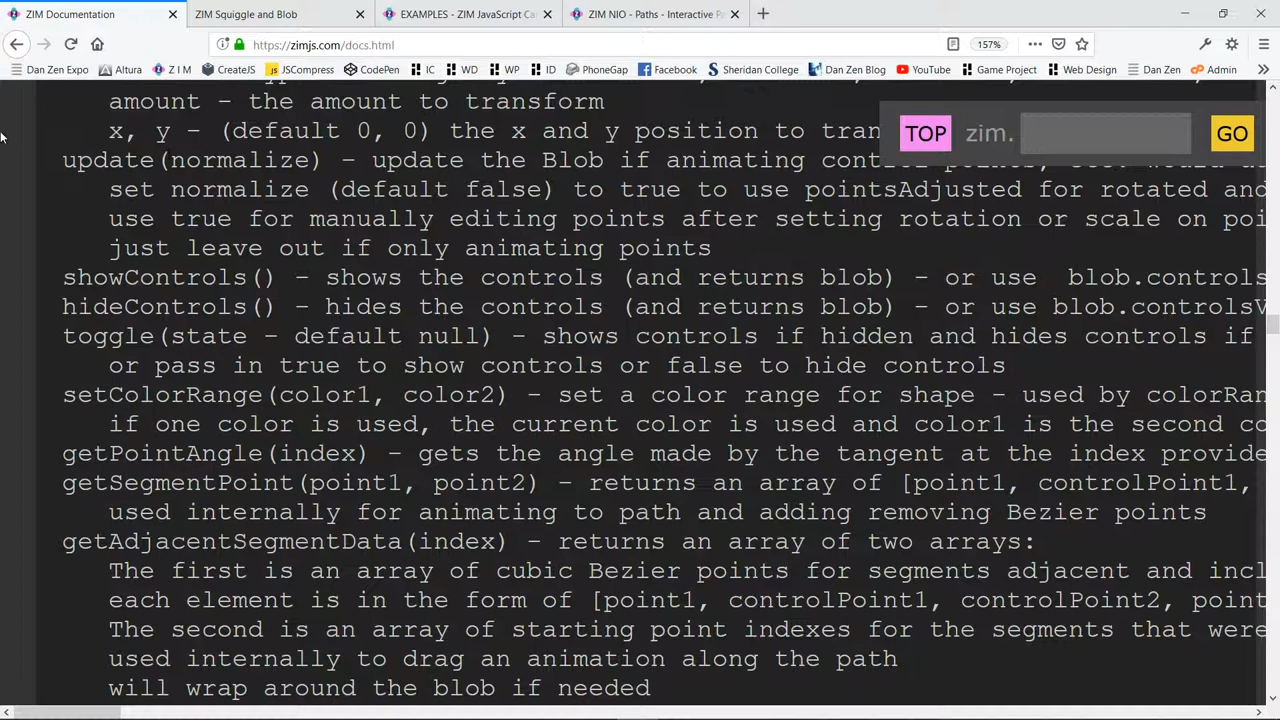 ZIM Documentation
ZIM Squiggle and Blob
EXAMPLES - ZIM JavaScript Ca
ZIM NIO - Paths - Interactive P
https://zimjs.com/docs.html
157%
Dan Zen Expo
Altura
Z I M
CreateJS
JSCompress
CodePen
IC
WD
WP
ID
PhoneGap
Facebook
Sheridan College
Dan Zen Blog
YouTube
Game Project
Web Design
Dan Zen
Admin
amount - the amount to transform
x, y - (default 0, 0) the x and y position to tran
TOP zim. GO
update(normalize) - update the Blob if animating
set normalize (default false) to true to use pointsAdjusted for rotated and
use true for manually editing points after setting rotation or scale on poi
just leave out if only animating points
showControls() - shows the controls (and returns blob) - or use blob.controls
hideControls() - hides the controls (and returns blob) - or use blob.controlsV
toggle(state - default null) - shows controls if hidden and hides controls if
or pass in true to show controls or false to hide controls
setColorRange(color1, color2) - set a color range for shape - used by colorRan
if one color is used, the current color is used and color1 is the second co
getPointAngle(index) - gets the angle made by the tangent at the index provide
getSegmentPoint(point1, point2) - returns an array of [point1, controlPoint1,
used internally for animating to path and adding removing Bezier points
getAdjacentSegmentData(index) - returns an array of two arrays:
The first is an array of cubic Bezier points for segments adjacent and incl
each element is in the form of [point1, controlPoint1, controlPoint2, point
The second is an array of starting point indexes for the segments that were
used internally to drag an animation along the path
will wrap around the blob if needed